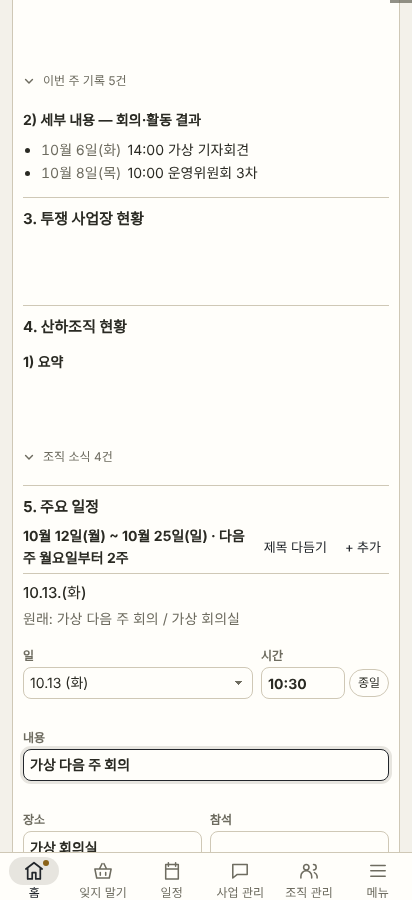 이번 주 기록 5건
2) 세부 내용 — 회의·활동 결과
• 10월 6일(화) 14:00 가상 기자회견
• 10월 8일(목) 10:00 운영위원회 3차
3. 투쟁 사업장 현황
4. 산하조직 현황
1) 요약
조직 소식 4건
5. 주요 일정
10월 12일(월) ~ 10월 25일(일) · 다음
주 월요일부터 2주
제목 다듬기 + 추가
10.13.(화)
원래: 가상 다음 주 회의 / 가상 회의실
일 시간
10.13 (화) 10:30 종일
내용
가상 다음 주 회의
장소 참석
가상 회의실
홈 잊지 말기 일정 사업 관리 조직 관리 메뉴